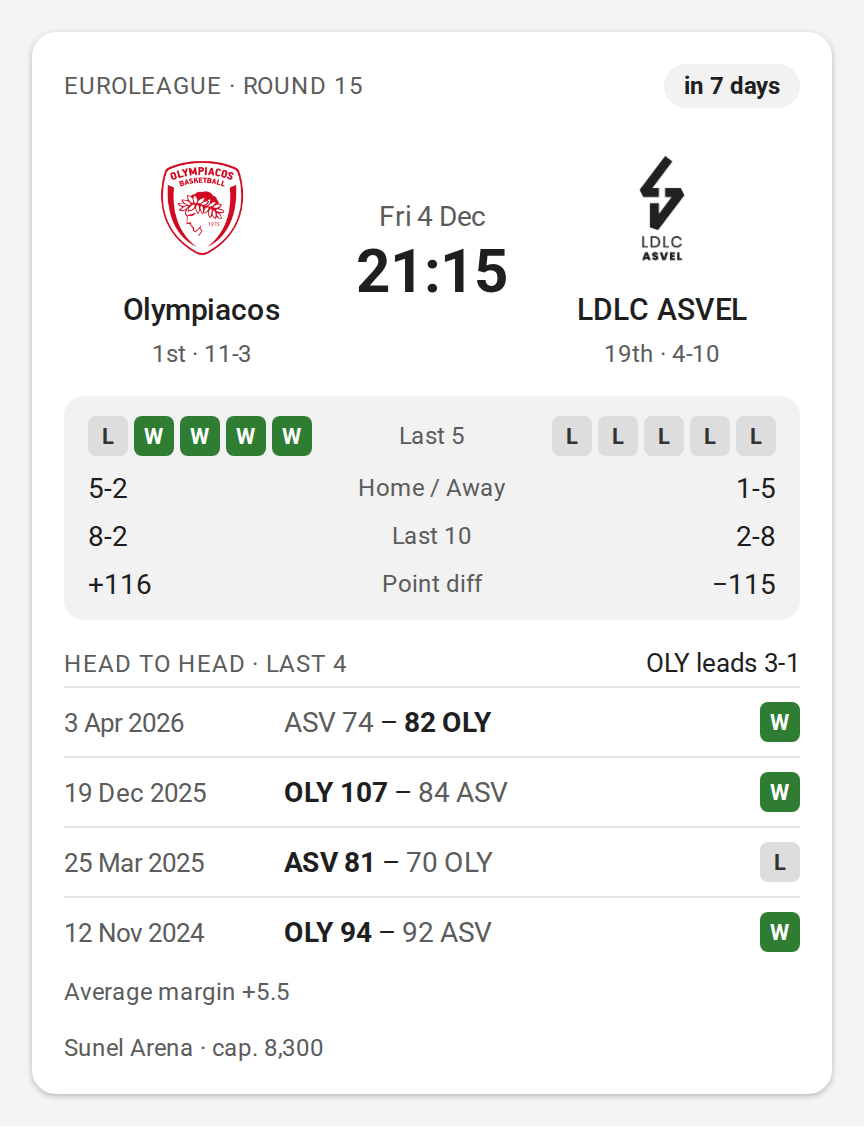 EUROLEAGUE · ROUND 15
in 7 days
OLYMPIACOS
BASKETBALL
1925
LDLC
ASVEL
Fri 4 Dec
21:15
Olympiacos
LDLC ASVEL
1st · 11-3
19th · 4-10
L W W W W Last 5 L L L L L
5-2 Home / Away 1-5
8-2 Last 10 2-8
+116 Point diff −115
HEAD TO HEAD · LAST 4 OLY leads 3-1
3 Apr 2026 ASV 74 – 82 OLY W
19 Dec 2025 OLY 107 – 84 ASV W
25 Mar 2025 ASV 81 – 70 OLY L
12 Nov 2024 OLY 94 – 92 ASV W
Average margin +5.5
Sunel Arena · cap. 8,300